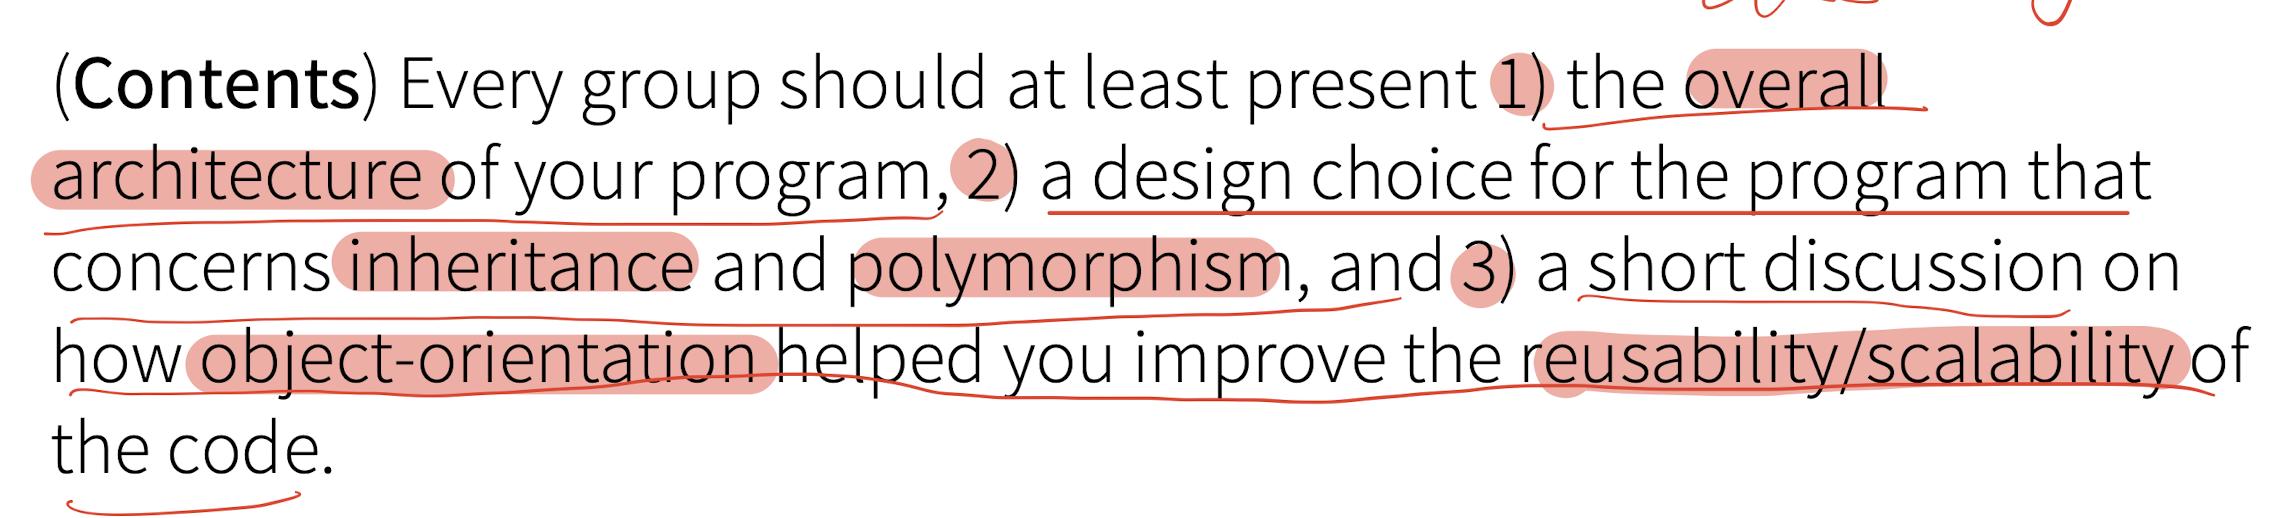 (Contents) Every group should at least present 1) the overall
architecture of your program, 2) a design choice for the program that
concerns inheritance and polymorphism, and 3) a short discussion on
how object-orientation helped you improve the reusability/scalability of
the code.